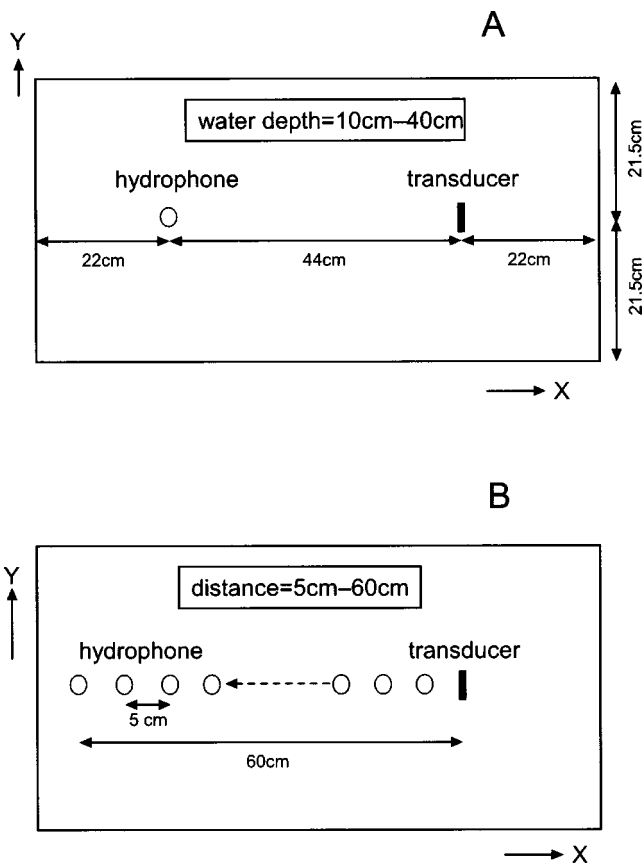 A
Y
water depth=10cm–40cm
hydrophone
transducer
22cm
44cm
22cm
21.5cm
21.5cm
X
B
Y
distance=5cm–60cm
hydrophone
transducer
5 cm
60cm
X